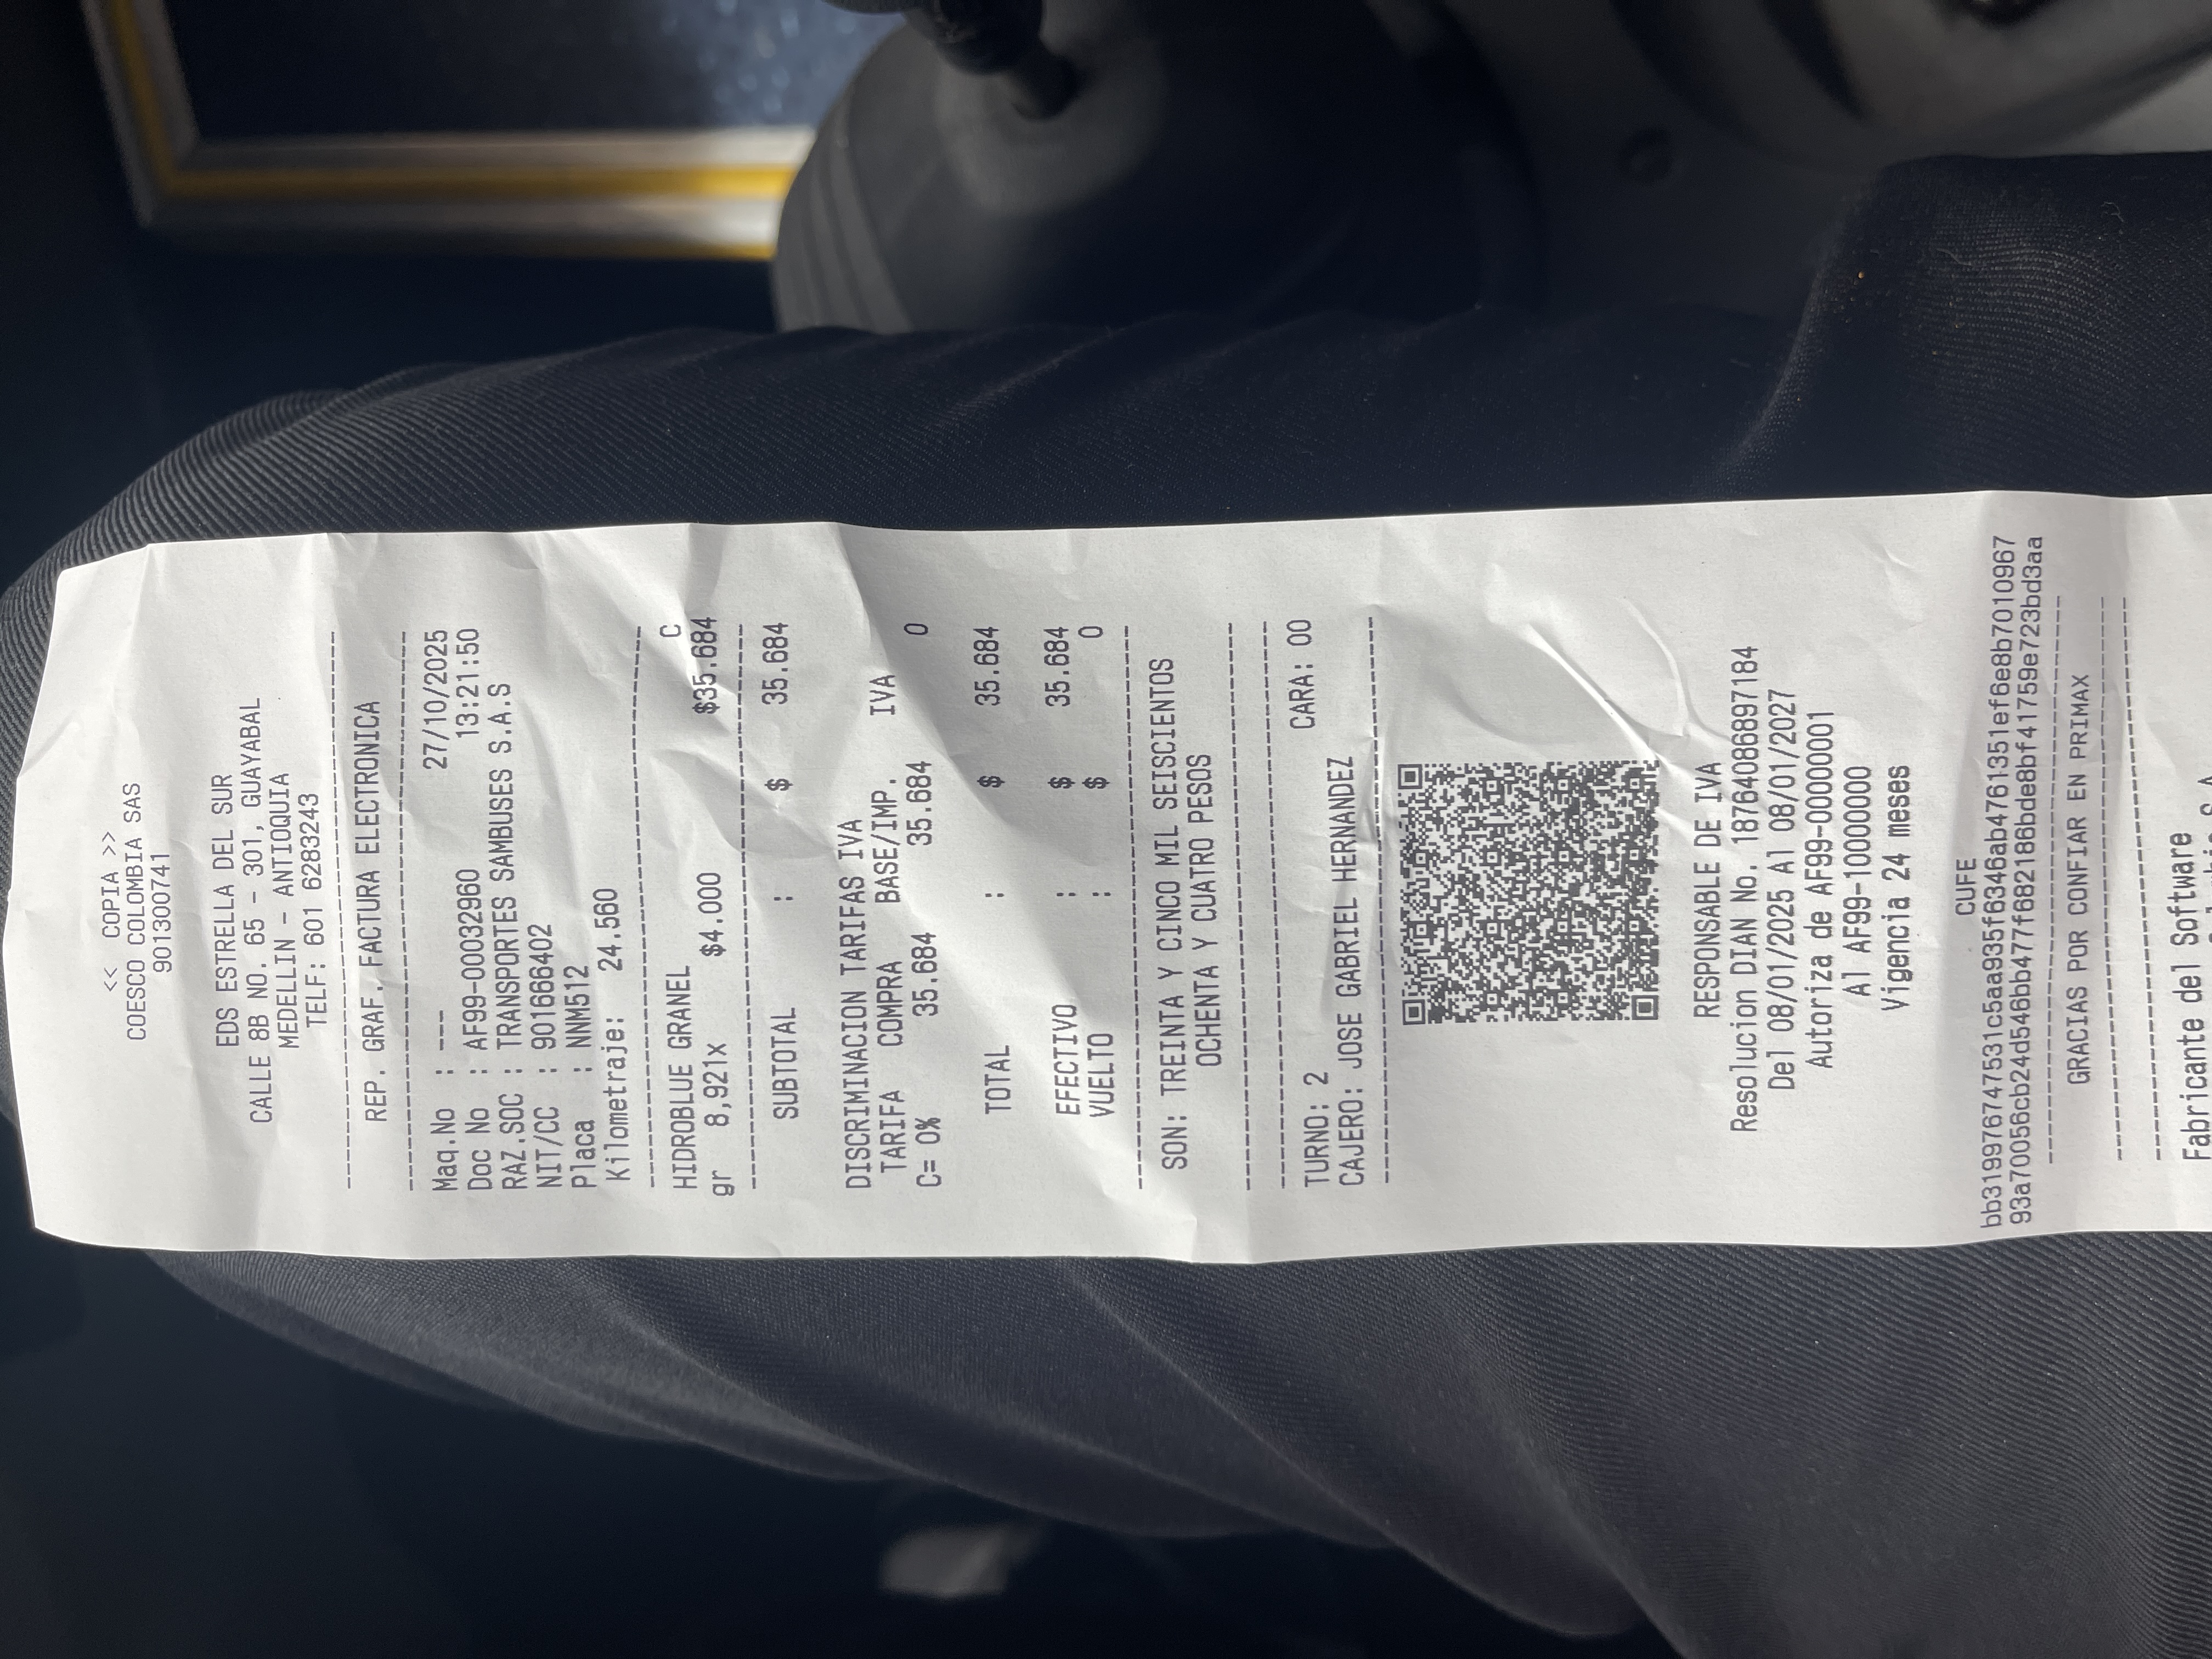 << COPIA >>
COESCO COLOMBIA SAS
901300741
EDS ESTRELLA DEL SUR
CALLE 8B NO. 65 - 301, GUAYABAL
MEDELLIN - ANTIOQUIA
TELF: 601 6283243
REP. GRAF. FACTURA ELECTRONICA
Maq.No : --- 27/10/2025
Doc No : AF99-00032960 13:21:50
RAZ.SOC : TRANSPORTES SAMBUSES S.A.S
NIT/CC : 901666402
Placa : NNM512
Kilometraje: 24.560
HIDROBLUE GRANEL C
gr 8,921x $4.000 $35.684
SUBTOTAL : $ 35.684
DISCRIMINACION TARIFAS IVA
TARIFA COMPRA BASE/IMP. IVA
C= 0% 35.684 35.684 0
TOTAL : $ 35.684
EFECTIVO : $ 35.684
VUELTO : $ 0
SON: TREINTA Y CINCO MIL SEISCIENTOS
OCHENTA Y CUATRO PESOS
TURNO: 2 CARA: 00
CAJERO: JOSE GABRIEL HERNANDEZ
RESPONSABLE DE IVA
Resolucion DIAN No. 18764086897184
Del 08/01/2025 Al 08/01/2027
Autoriza de AF99-00000001
Al AF99-10000000
Vigencia 24 meses
CUFE
bb319976747531c5aa935f6346ab4761351ef6e8b7010967
93a70056cb24d546bb477f682186bde8bf41759e723bd3aa
GRACIAS POR CONFIAR EN PRIMAX
Fabricante del Software